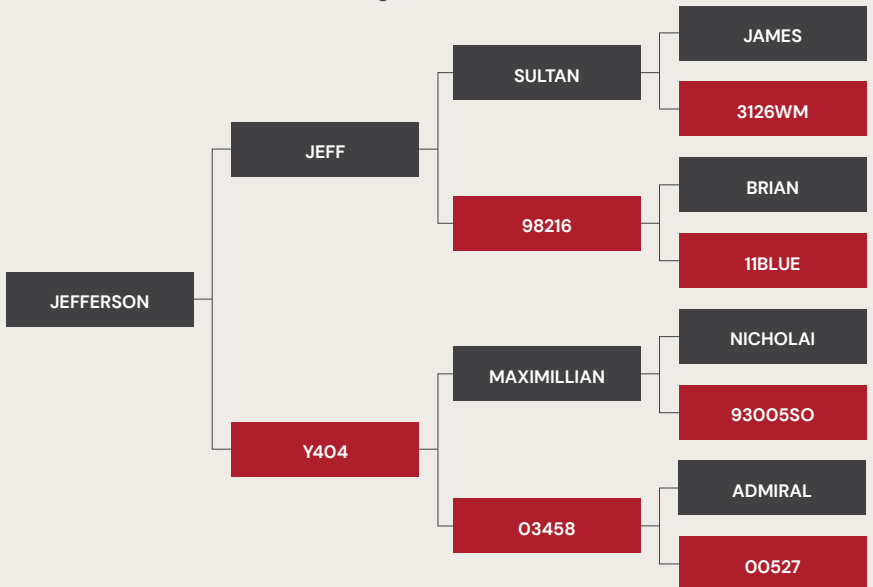 JAMES
SULTAN
3126WM
JEFF
BRIAN
98216
11BLUE
JEFFERSON
NICHOLAI
MAXIMILLIAN
93005SO
Y404
ADMIRAL
03458
00527